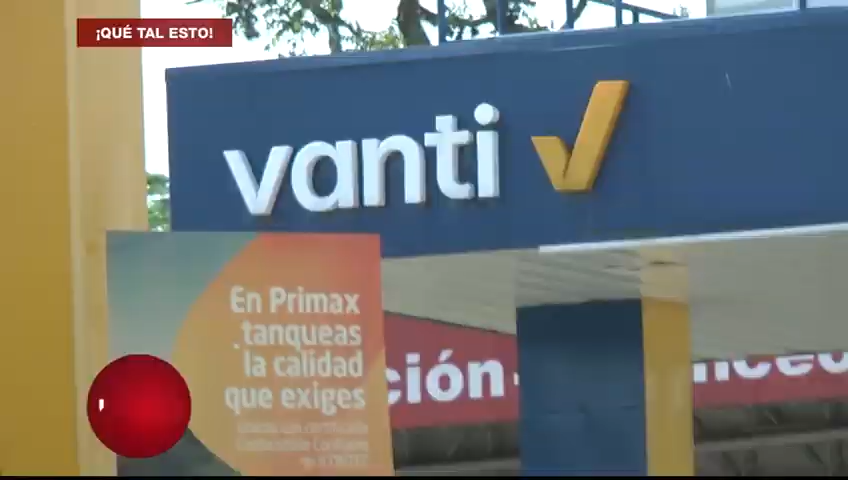 ¡QUÉ TAL ESTO!
vanti
En Primax
tanqueas
la calidad
que exiges
ción